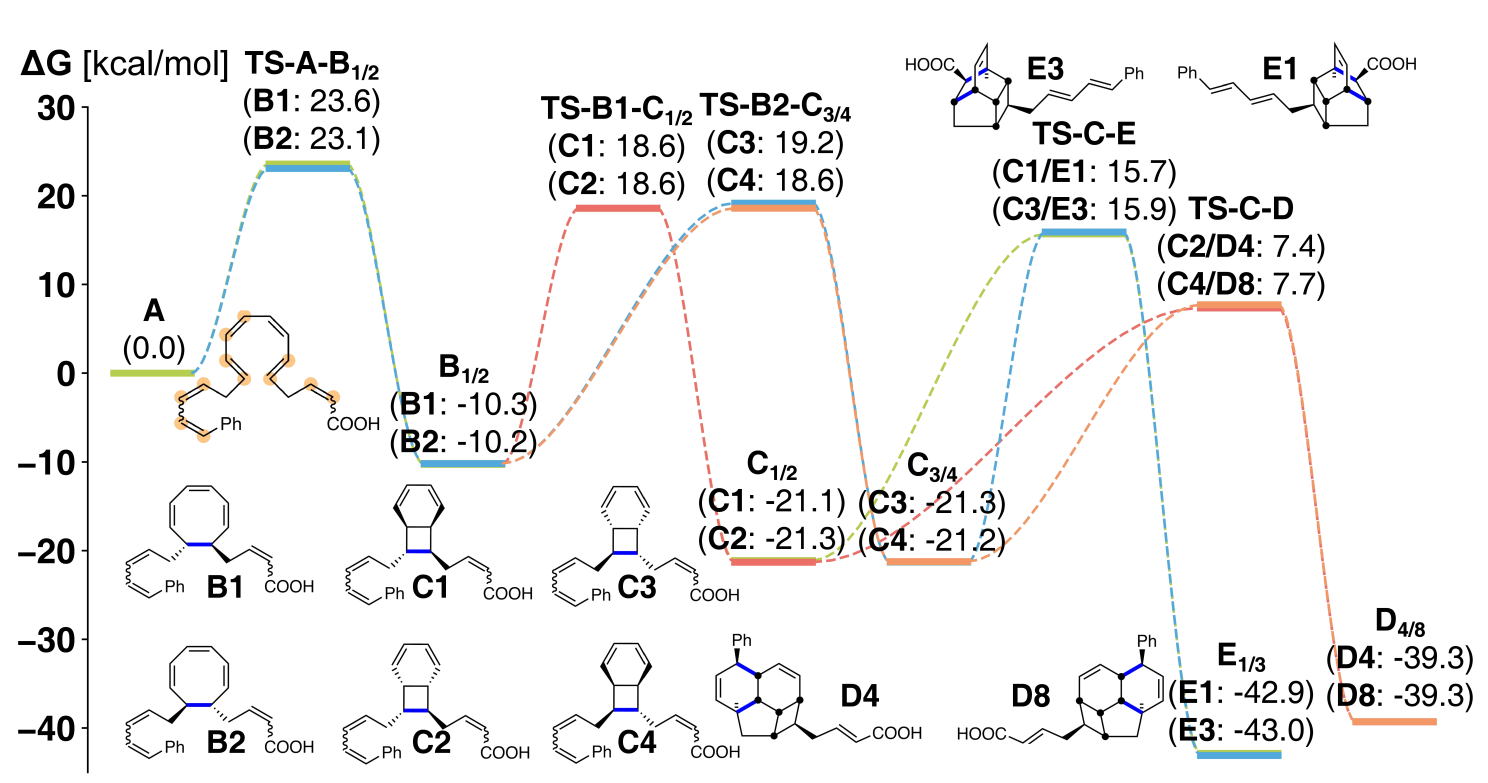 ΔG [kcal/mol]
30
20
10
0
−10
−20
−30
−40
TS-A-B1/2
(B1: 23.6)
(B2: 23.1)
TS-B1-C1/2
(C1: 18.6)
(C2: 18.6)
TS-B2-C3/4
(C3: 19.2)
(C4: 18.6)
HOOC
E3
Ph
Ph
E1
COOH
TS-C-E
(C1/E1: 15.7)
(C3/E3: 15.9)
TS-C-D
(C2/D4: 7.4)
(C4/D8: 7.7)
A
(0.0)
Ph
COOH
B1/2
(B1: -10.3)
(B2: -10.2)
C1/2
(C1: -21.1)
(C2: -21.3)
C3/4
(C3: -21.3)
(C4: -21.2)
Ph
B1
COOH
Ph
C1
COOH
Ph
C3
COOH
Ph
B2
COOH
Ph
C2
COOH
Ph
C4
COOH
Ph
D4
COOH
Ph
D8
HOOC
E1/3
(E1: -42.9)
(E3: -43.0)
D4/8
(D4: -39.3)
(D8: -39.3)